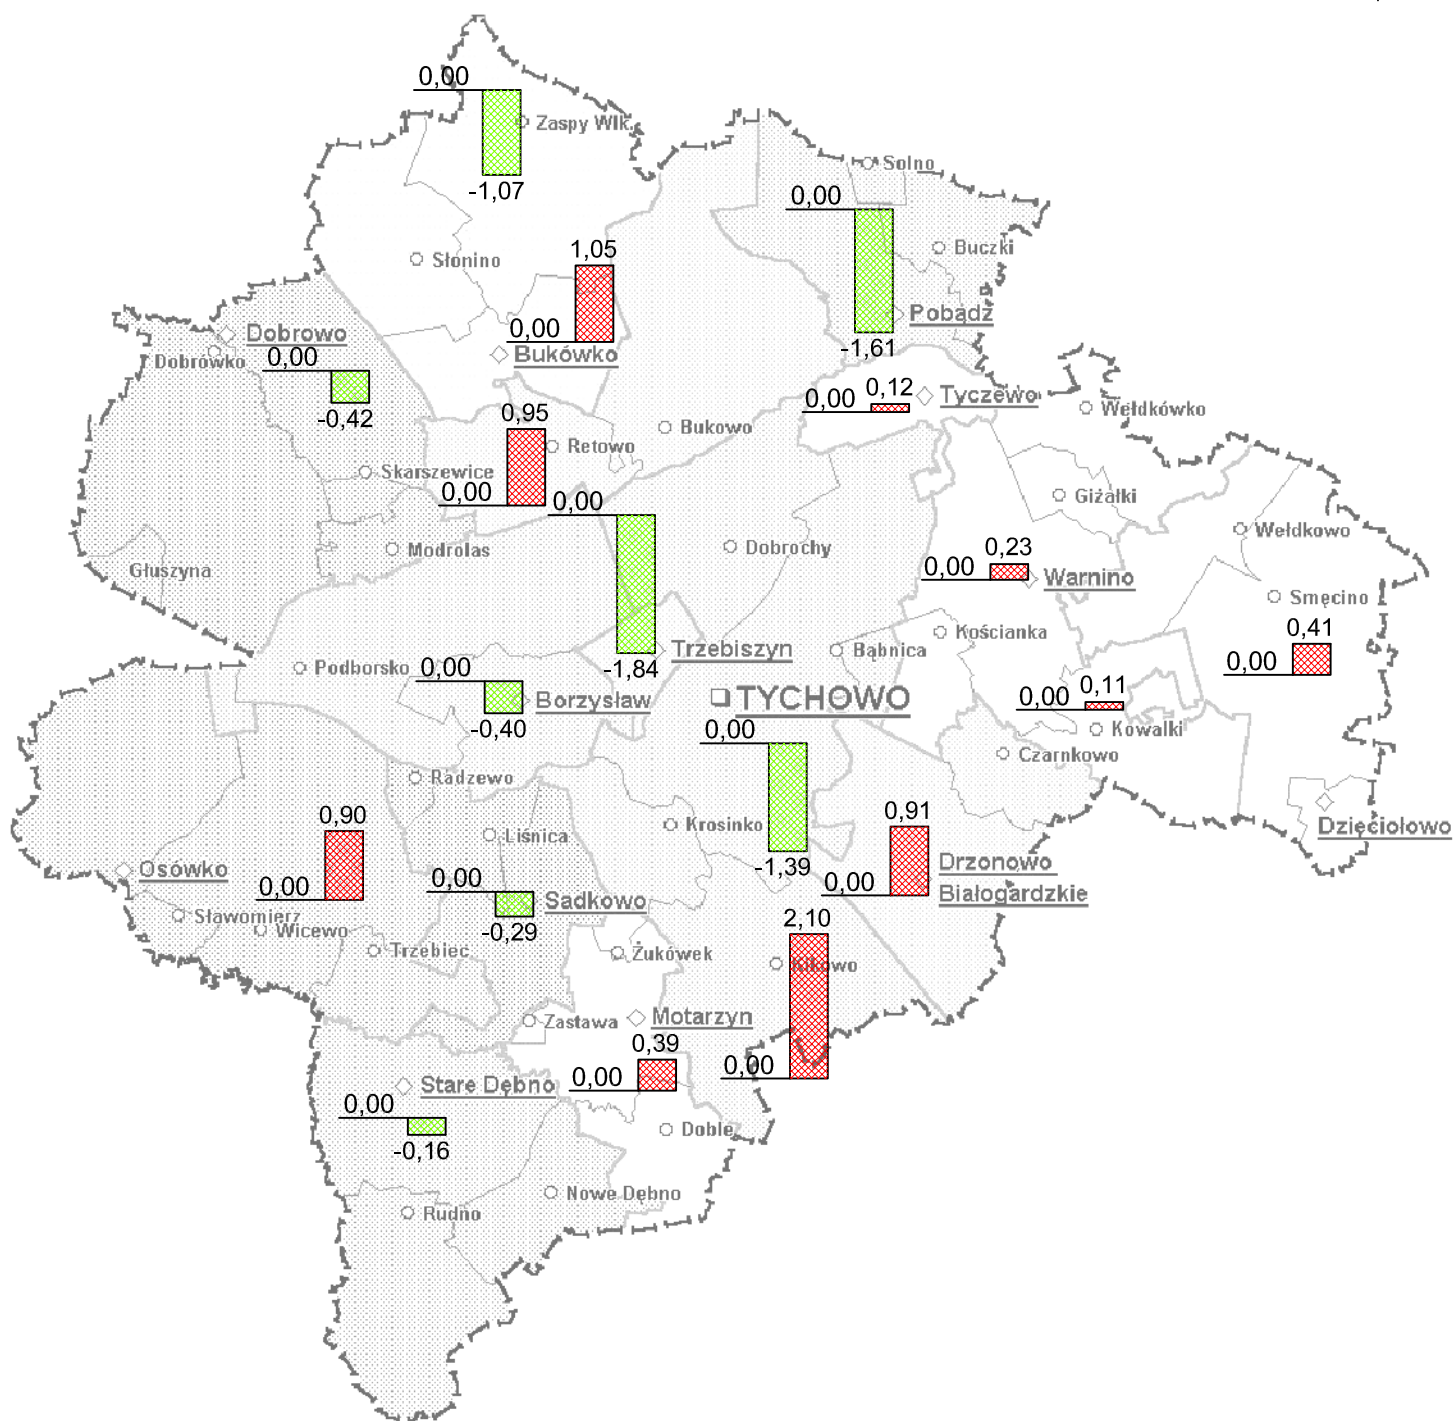 0,00
Zaspy Wlk.
-1,07
Solno
0,00
Buczki
Słonino
1,05
Pobądź
0,00
Dobrowo
-1,61
Bukówko
Dobrówko
0,00
0,12
Tyczewo
0,00
Wełdkówko
-0,42
0,95
Bukowo
Retowo
Skarszewice
0,00
0,00
Giżałki
Wełdkowo
Modrolas
Dobrochy
0,23
0,00
Warnino
Głuszyna
Smęcino
Kościanka
0,41
Trzebiszyn
Bąbnica
0,00
Podborsko
0,00
-1,84
TYCHOWO
Borzysław
0,11
0,00
-0,40
0,00
Kowalki
Czarnkowo
Radzewo
0,90
Krosinko
0,91
Dzięciołowo
Liśnica
Osówko
-1,39
Drzonowo
0,00
0,00
0,00
Białogardzkie
Sadkowo
Sławomierz
Wicewo
-0,29
2,10
Trzebiec
Żukówek
Kikowo
Zastawa
Motarzyn
0,39
0,00
0,00
Stare Dębno
0,00
Doble
-0,16
Nowe Dębno
Rudno